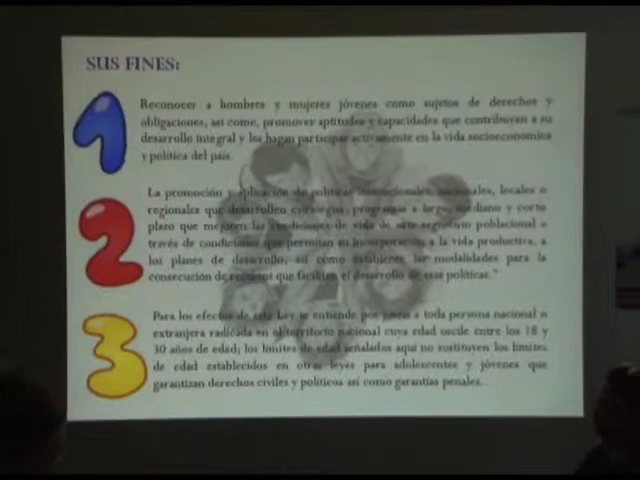 SUS FINES:
1
Reconocer a hombres y mujeres jóvenes como sujetos de derechos y
obligaciones, así como, promover aptitudes y capacidades que contribuyan a su
desarrollo integral y los hagan participar activamente en la vida socioeconómica
y política del país.
2
La promoción y aplicación de políticas nacionales, locales o
regionales que desarrollen estrategias, programas a largo, mediano y corto
plazo que mejoren las condiciones de vida de este segmento poblacional a
través de condiciones que permitan su incorporación a la vida productiva, a
los planes de desarrollo, así como establecer las modalidades para la
consecución de recursos que faciliten el desarrollo de esas políticas."
3
Para los efectos de esta Ley se entiende por joven a toda persona nacional o
extranjera radicada en el territorio nacional cuya edad oscile entre los 18 y
30 años de edad; los límites de edad señalados aquí no sustituyen los límites
de edad establecidos en otras leyes para adolescentes y jóvenes que
garantizan derechos civiles y políticos así como garantías penales.